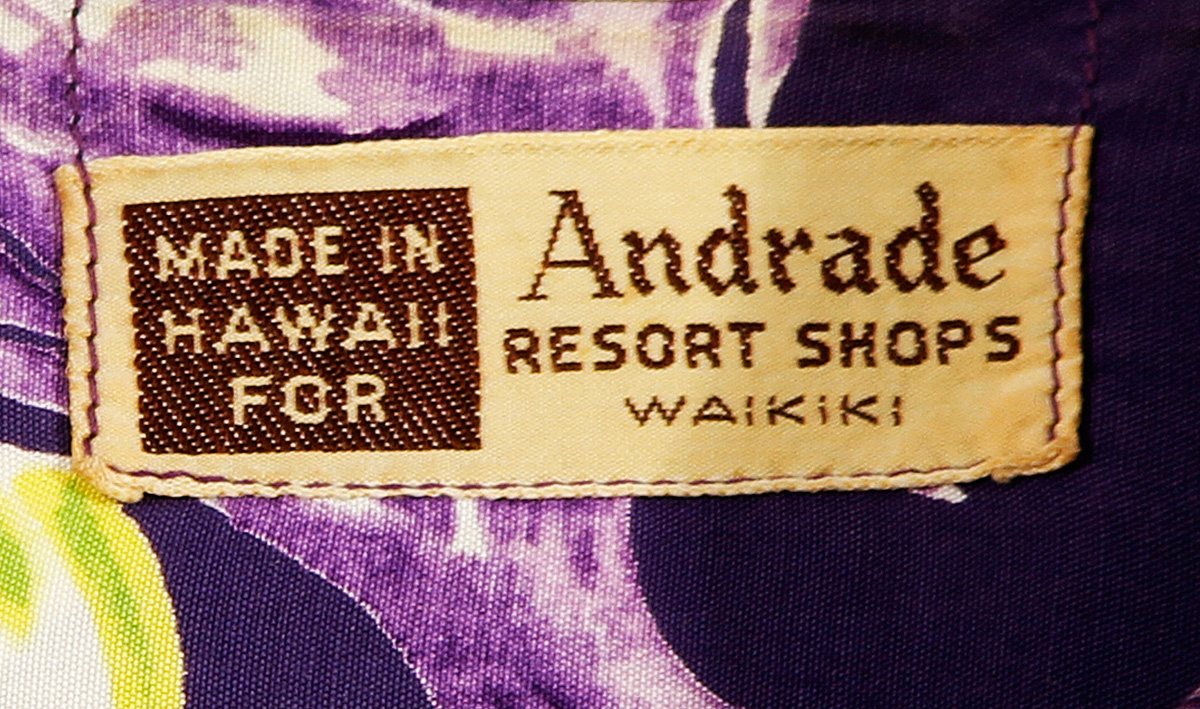 MADE IN
HAWAII
FOR
Andrade
RESORT SHOPS
WAIKIKI